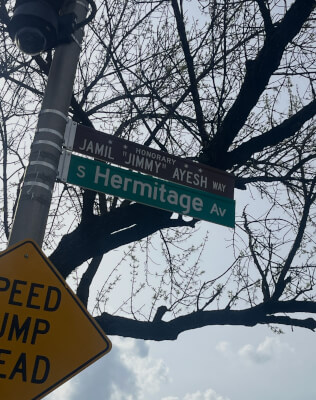 HONORARY
JAMIL "JIMMY" AYESH WAY
S Hermitage Av
PEED
UMP
EAD